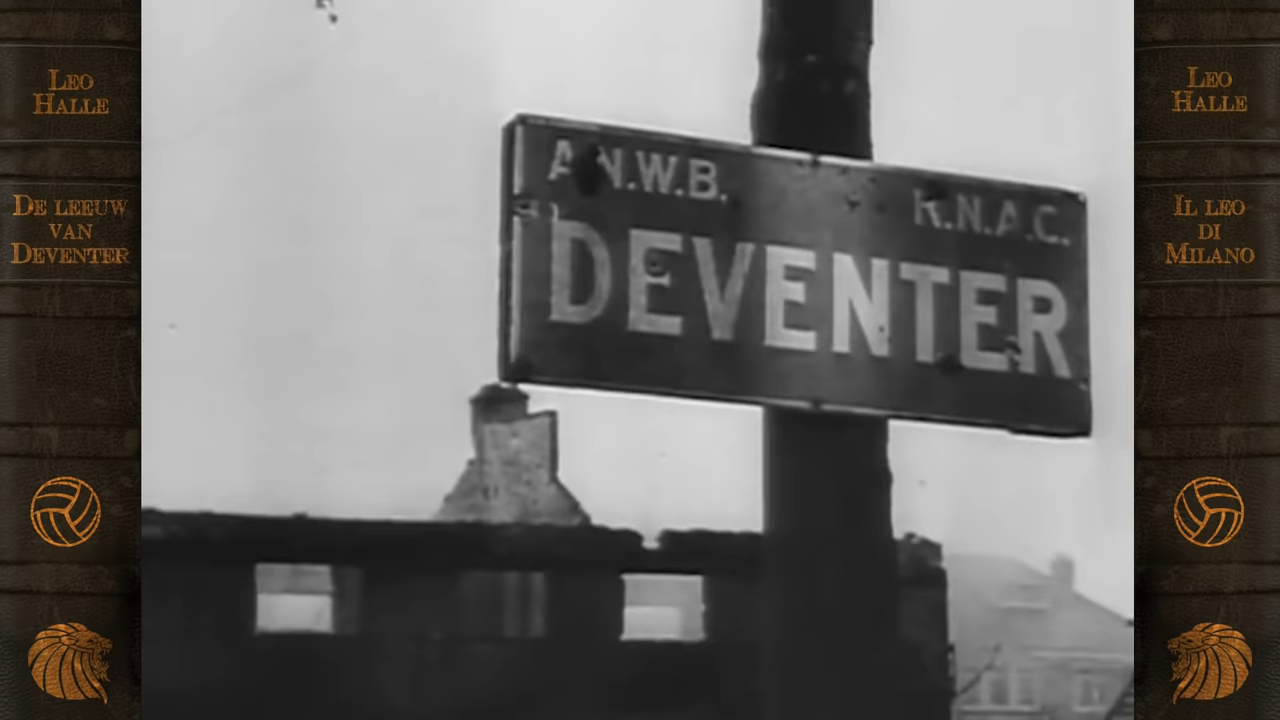 Leo
Halle
De leeuw
van
Deventer
A.N.W.B.
R.N.A.C.
DEVENTER
Leo
Halle
Il leo
di
Milano